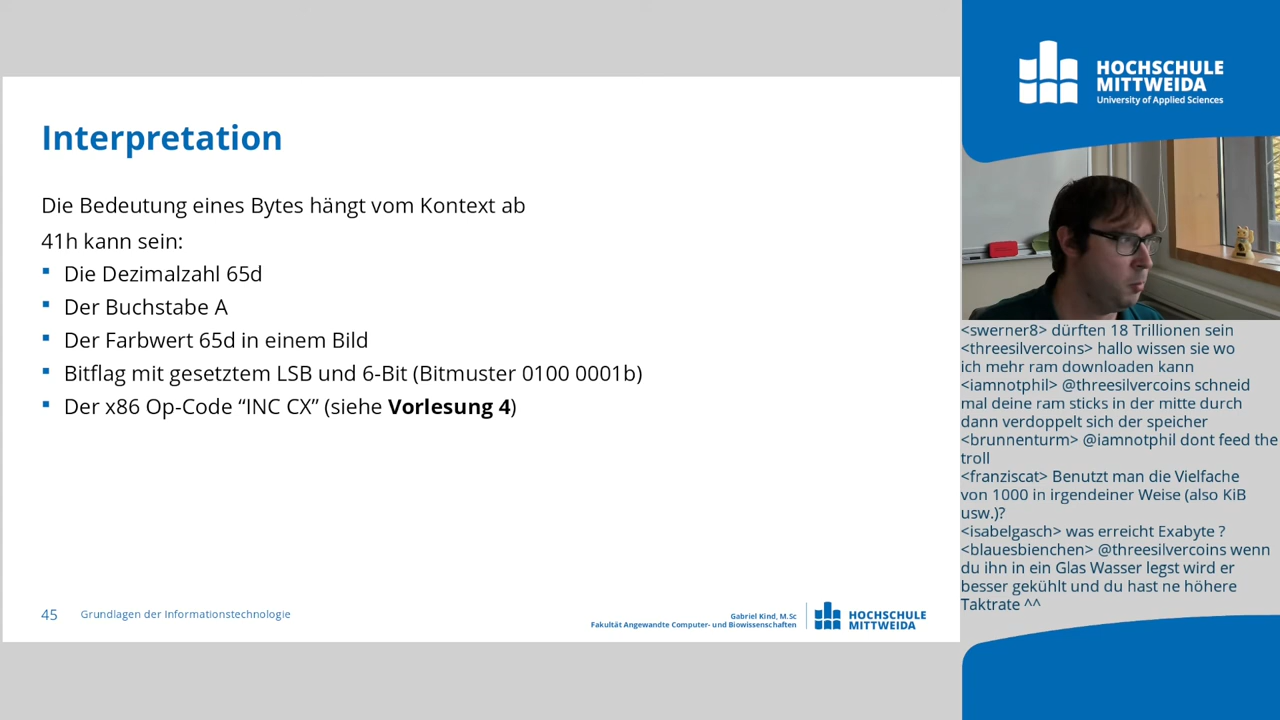 Interpretation
Die Bedeutung eines Bytes hängt vom Kontext ab
41h kann sein:
Die Dezimalzahl 65d
Der Buchstabe A
Der Farbwert 65d in einem Bild
Bitflag mit gesetztem LSB und 6-Bit (Bitmuster 0100 0001b)
Der x86 Op-Code “INC CX” (siehe Vorlesung 4)
45 Grundlagen der Informationstechnologie
Gabriel Kind, M.Sc
Fakultät Angewandte Computer- und Biowissenschaften
HOCHSCHULE
MITTWEIDA
HOCHSCHULE
MITTWEIDA
University of Applied Sciences
<swerner8> dürften 18 Trillionen sein
<threesilvercoins> hallo wissen sie wo
ich mehr ram downloaden kann
<iamnotphil> @threesilvercoins schneid
mal deine ram sticks in der mitte durch
dann verdoppelt sich der speicher
<brunnenturm> @iamnotphil dont feed the
troll
<franziscat> Benutzt man die Vielfache
von 1000 in irgendeiner Weise (also KiB
usw.)?
<isabelgasch> was erreicht Exabyte ?
<blauesbienchen> @threesilvercoins wenn
du ihn in ein Glas Wasser legst wird er
besser gekühlt und du hast ne höhere
Taktrate ^^